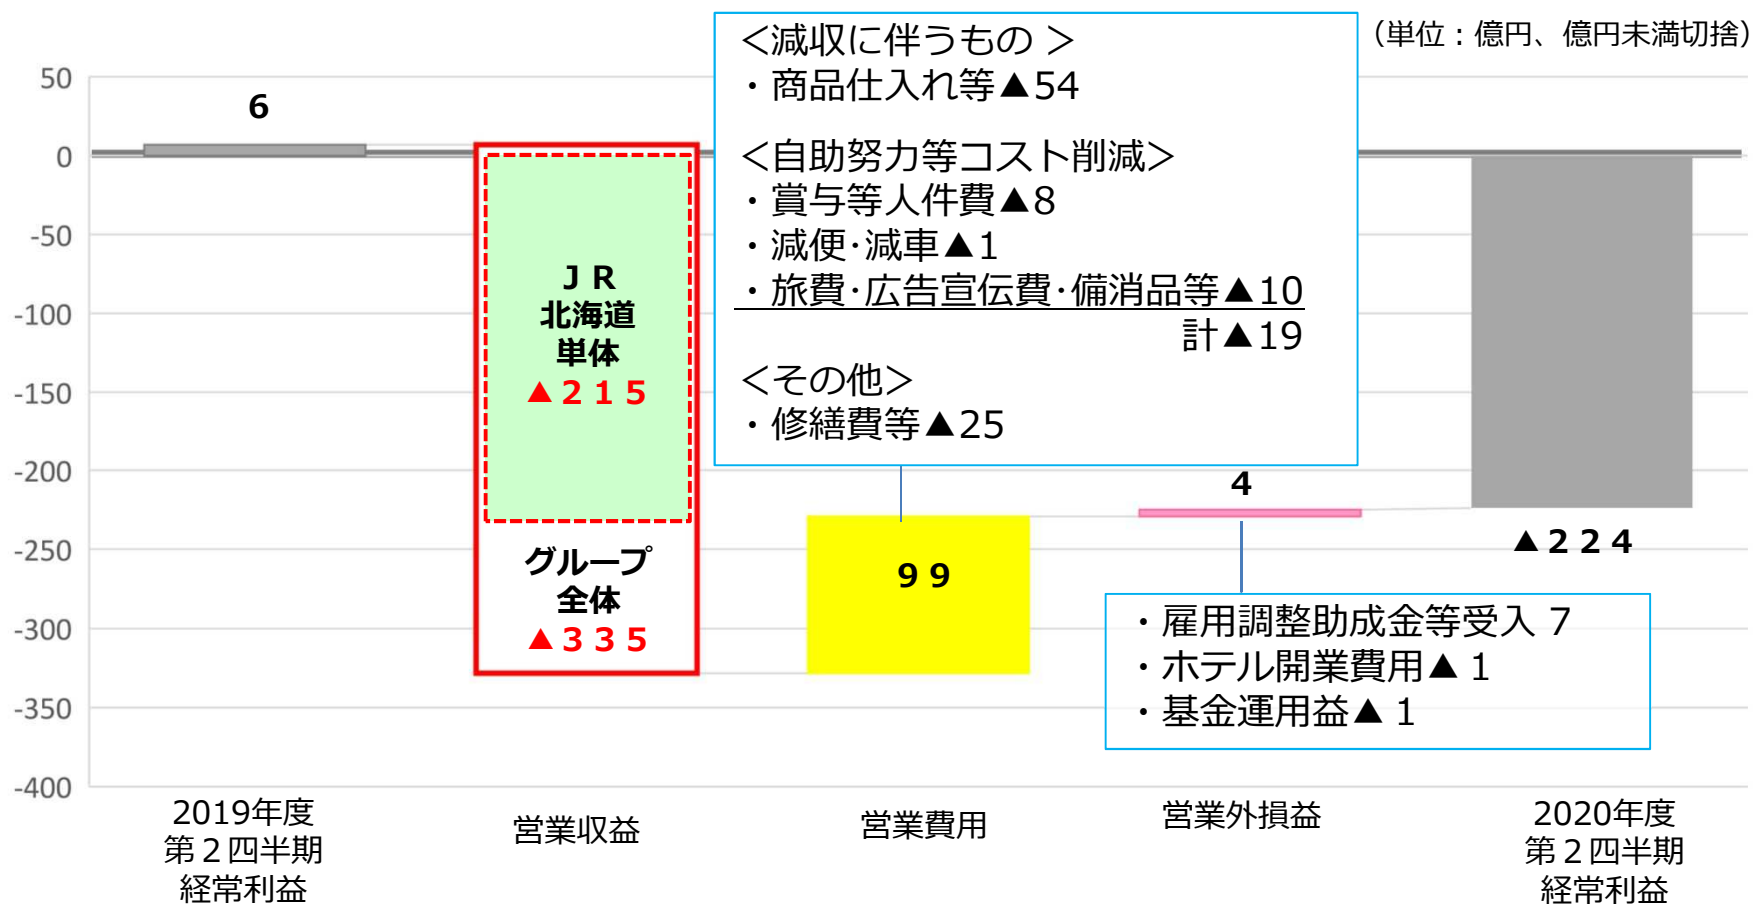 (単位：億円、億円未満切捨)
＜減収に伴うもの ＞
・商品仕入れ等▲54
＜自助努力等コスト削減＞
・賞与等人件費▲8
・減便･減車▲1
・旅費･広告宣伝費･備消品等▲10
計▲19
＜その他＞
・修繕費等▲25
50
0
-50
-100
-150
-200
-250
-300
-350
-400
6
ＪＲ
北海道
単体
▲２１５
グループ
全体
▲３３５
９９
4
▲２２４
・雇用調整助成金等受入 7
・ホテル開業費用▲ 1
・基金運用益▲ 1
2019年度
第２四半期
経常利益
営業収益
営業費用
営業外損益
2020年度
第２四半期
経常利益